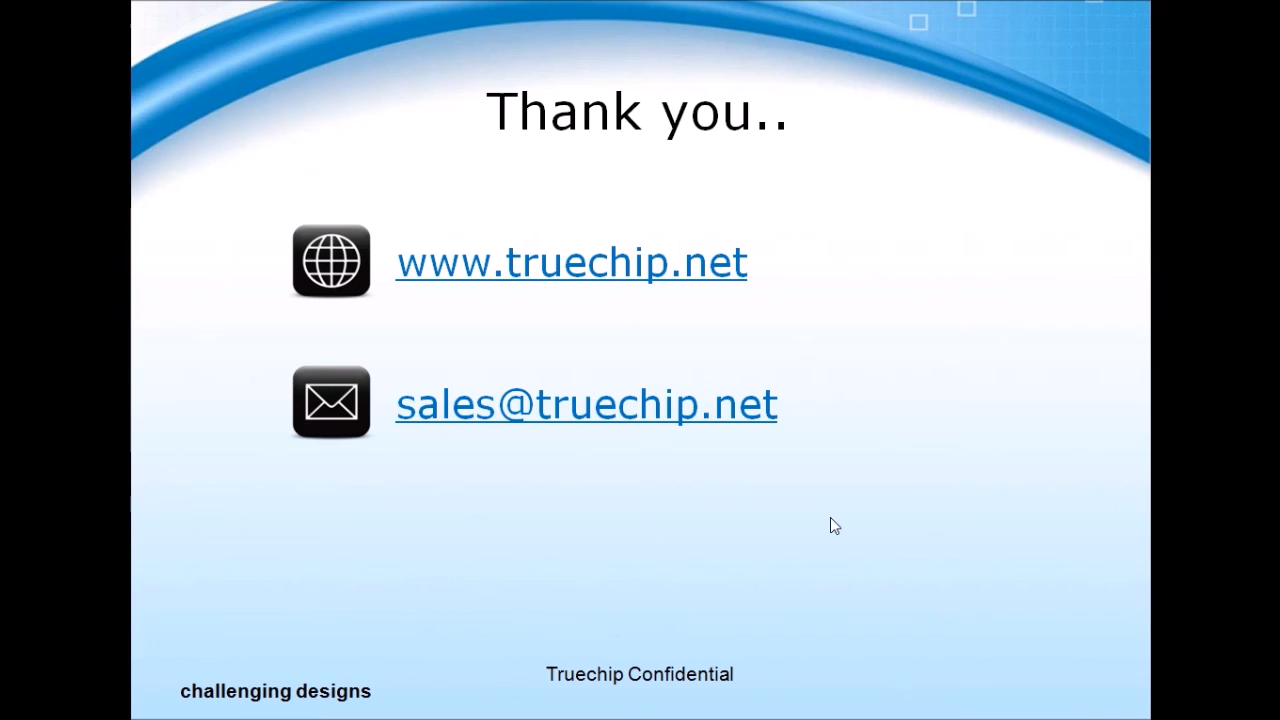 Thank you..
www.truechip.net
sales@truechip.net
Truechip Confidential
challenging designs